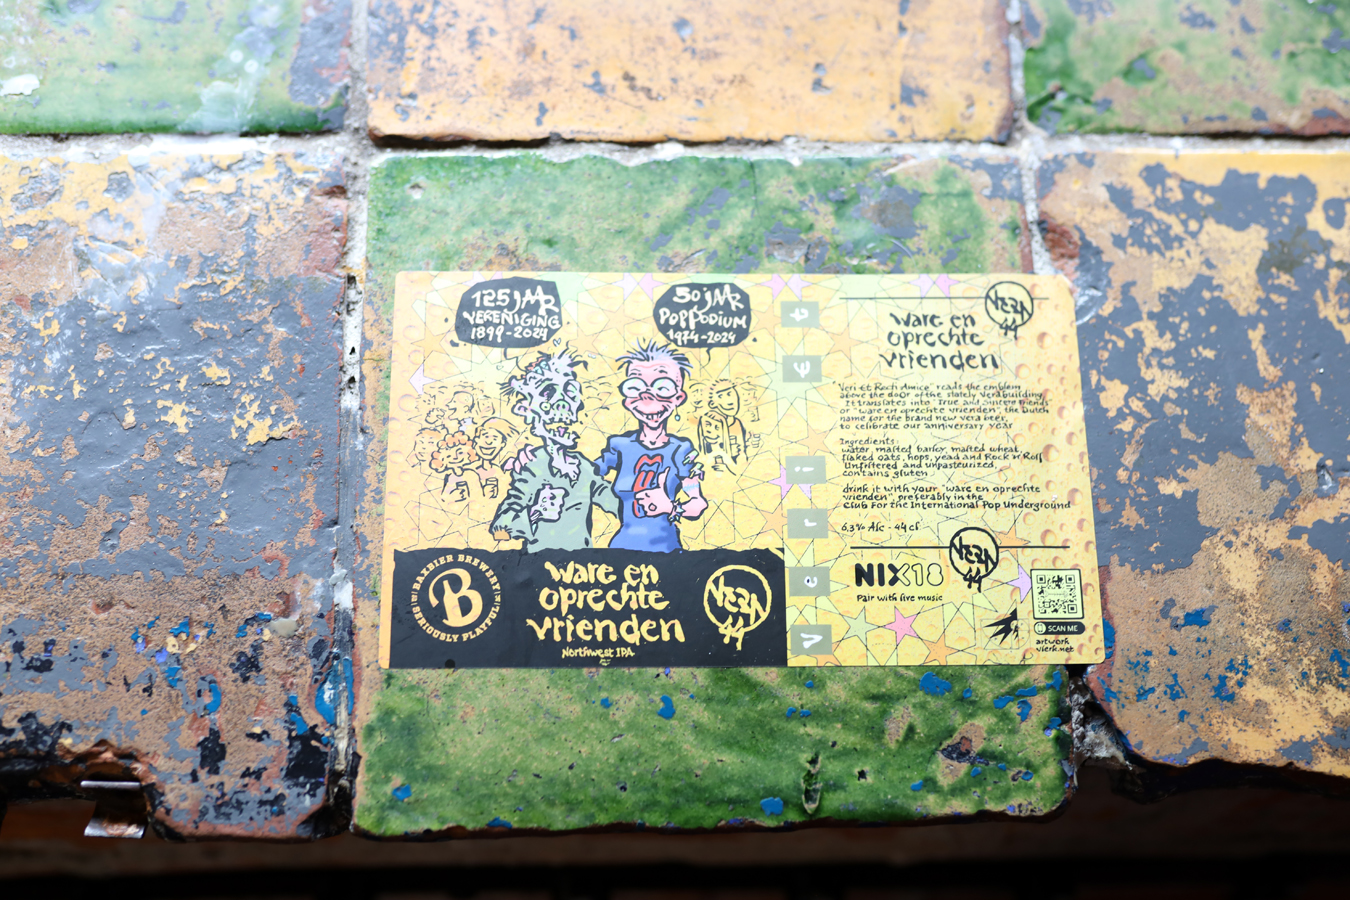 125 JAAR
VERENIGING
1899-2024
50 JAAR
POPPODIUM
1974-2024
BAXBIER BREWERY
B
SERIOUSLY PLAYFUL
ware en
oprechte
vrienden
Northwest IPA
VERA
44
VERA
44
ware en
oprechte
vrienden
"Veri Et Recti Amici" reads the emblem
above the door of the stately Vera building.
It translates into "True and Sincere Friends"
or "ware en oprechte vrienden", the Dutch
name for the brand new vera beer,
to celebrate our anniversary year
Ingredients:
water, malted barley, malted wheat,
flaked oats, hops, yeast and Rock 'n' Roll
Unfiltered and unpasteurized,
contains gluten
drink it with your "ware en oprechte
vrienden", preferably in the
Club For the International Pop Underground
6.3% Alc - 44 cl
VERA
44
NIX18
Pair with live music
SCAN ME
artwork
vierk.net